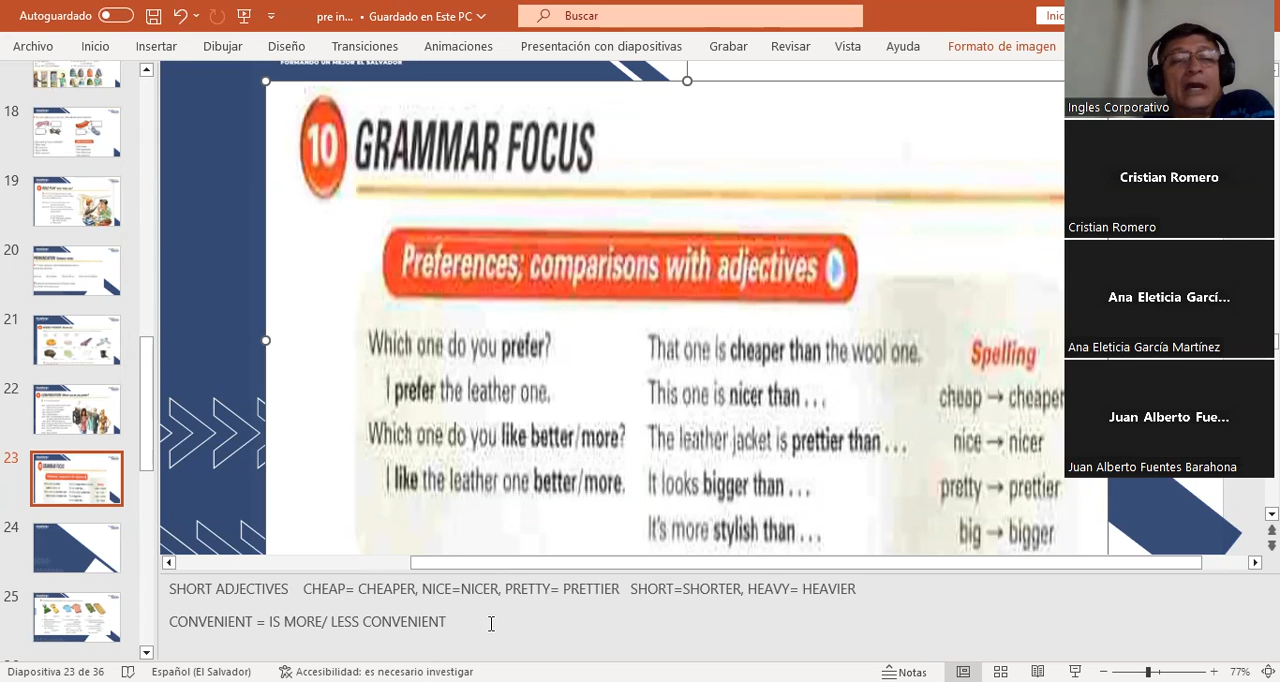 Autoguardado
pre in... • Guardado en Este PC
Buscar
Inic
Archivo Inicio Insertar Dibujar Diseño Transiciones Animaciones Presentación con diapositivas Grabar Revisar Vista Ayuda Formato de imagen
FORMANDO UN MEJOR EL SALVADOR
10 GRAMMAR FOCUS
Preferences; comparisons with adjectives
Which one do you prefer?
I prefer the leather one.
Which one do you like better/more?
I like the leather one better/more.
That one is cheaper than the wool one.
This one is nicer than . . .
The leather jacket is prettier than . . .
It looks bigger than . . .
It's more stylish than . . .
Spelling
cheap → cheaper
nice → nicer
pretty → prettier
big → bigger
Ingles Corporativo
Cristian Romero
Cristian Romero
Ana Eleticia Garcí...
Ana Eleticia García Martínez
Juan Alberto Fue...
Juan Alberto Fuentes Barahona
18
19
20
21
22
23
24
25
SHORT ADJECTIVES CHEAP= CHEAPER, NICE=NICER, PRETTY= PRETTIER SHORT=SHORTER, HEAVY= HEAVIER
CONVENIENT = IS MORE/ LESS CONVENIENT
Diapositiva 23 de 36 Español (El Salvador) Accesibilidad: es necesario investigar Notas 77%